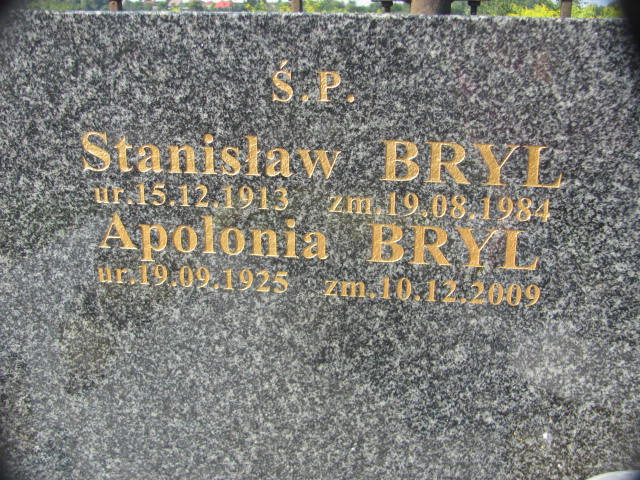 Ś.P.
Stanisław BRYL
ur.15.12.1913 zm.19.08.1984
Apolonia BRYL
ur.19.09.1925 zm.10.12.2009